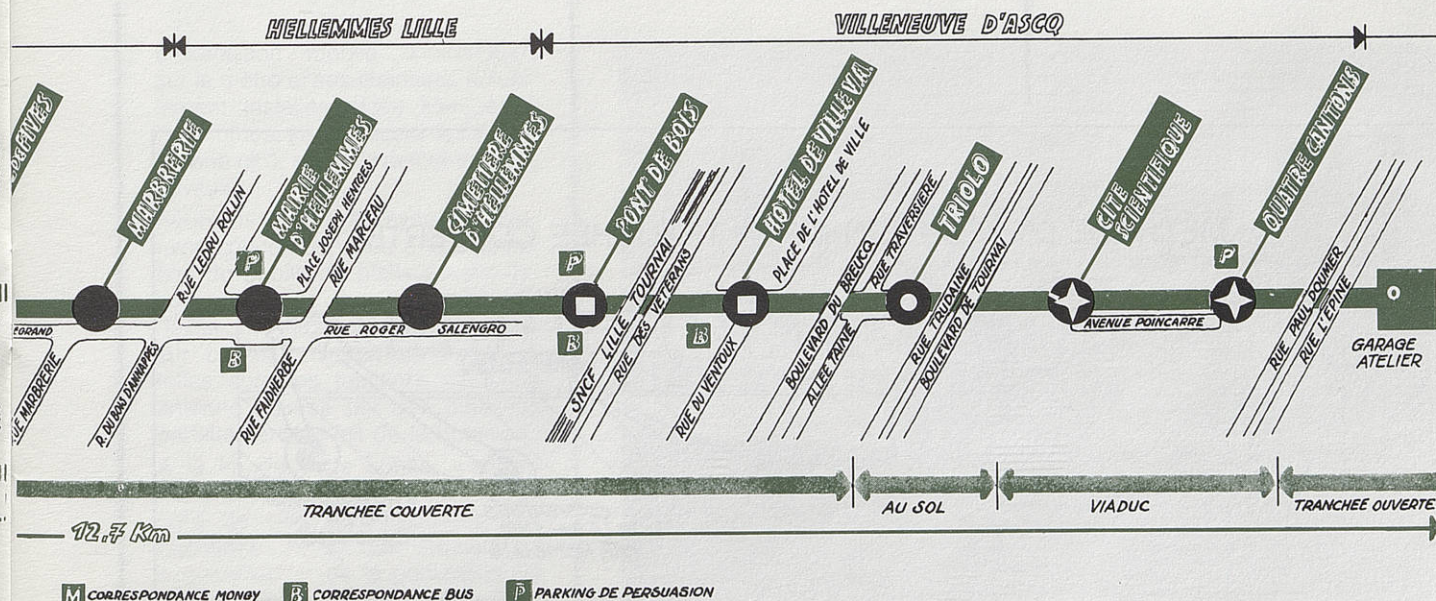 HELLEMMES LILLE
VILLENEUVE D'ASCQ
MARBRERIE
MAIRIE
D'HELLEMMES
CIMETIERE
D'HELLEMMES
PONT DE BOIS
HOTEL DE VILLE V.A.
TRIOLO
CITE
SCIENTIFIQUE
QUATRE CANTONS
RUE LEDRU ROLLIN
PLACE JOSEPH HENTGES
RUE MARCEAU
SNCF LILLE TOURNAI
RUE DES VETERANS
PLACE DE L'HOTEL DE VILLE
BOULEVARD DU BREUCQ
RUE TRAVERSIERE
RUE TRUDAINE
BOULEVARD DE TOURNAI
RUE PAUL DOUMER
RUE L'EPINE
P
P
P
RUE ROGER SALENGRO
AVENUE POINCARRE
GARAGE
ATELIER
B
B
B
RUE MARBRERIE
R. DU BOIS D'ANNAPPES
RUE FAIDHERBE
RUE DU VENTOUX
ALLEE TAINE
TRANCHEE COUVERTE
AU SOL
VIADUC
TRANCHEE OUVERTE
12.7 Km
M CORRESPONDANCE MONGY
B CORRESPONDANCE BUS
P PARKING DE PERSUASION